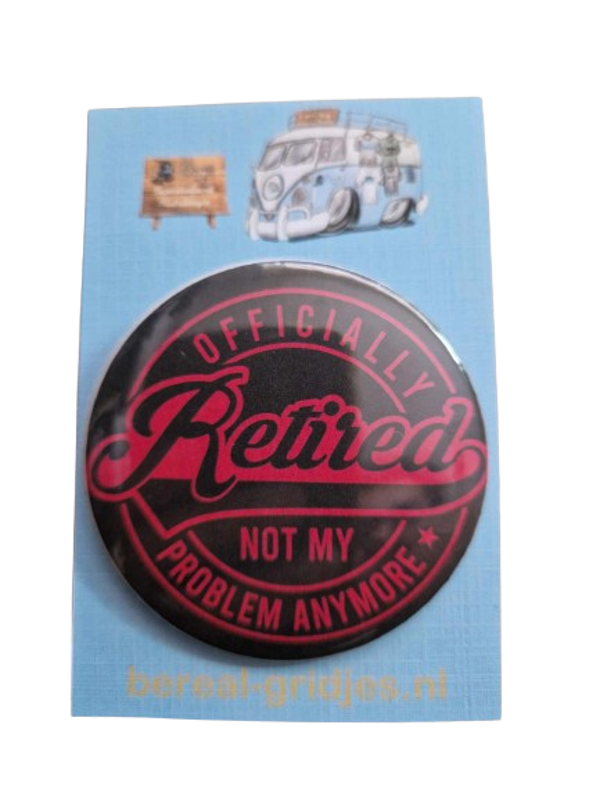 OFFICIALLY
Retired
NOT MY
PROBLEM ANYMORE
bereal-gridjes.nl